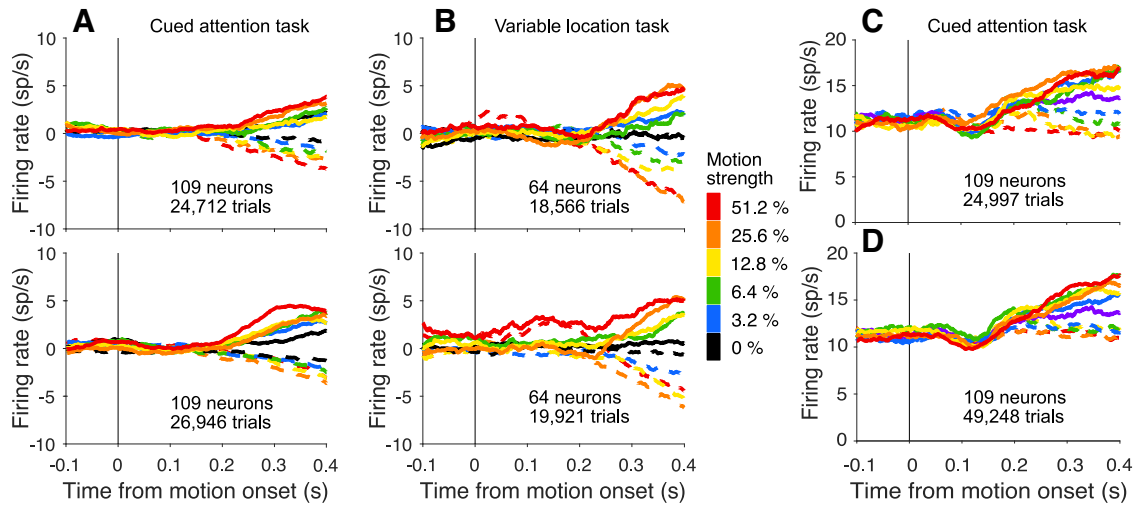 A
Cued attention task
B
Variable location task
C
Cued attention task
Firing rate (sp/s)
10
5
0
-5
-10
109 neurons
24,712 trials
Firing rate (sp/s)
10
5
0
-5
-10
64 neurons
18,566 trials
Motion
strength
51.2 %
25.6 %
12.8 %
6.4 %
3.2 %
0 %
Firing rate (sp/s)
20
15
10
5
0
109 neurons
24,997 trials
Firing rate (sp/s)
10
5
0
-5
-10
109 neurons
26,946 trials
-0.1 0 0.1 0.2 0.3 0.4
Time from motion onset (s)
Firing rate (sp/s)
10
5
0
-5
-10
64 neurons
19,921 trials
-0.1 0 0.1 0.2 0.3 0.4
Time from motion onset (s)
D
Firing rate (sp/s)
20
15
10
5
0
109 neurons
49,248 trials
-0.1 0 0.1 0.2 0.3 0.4
Time from motion onset (s)